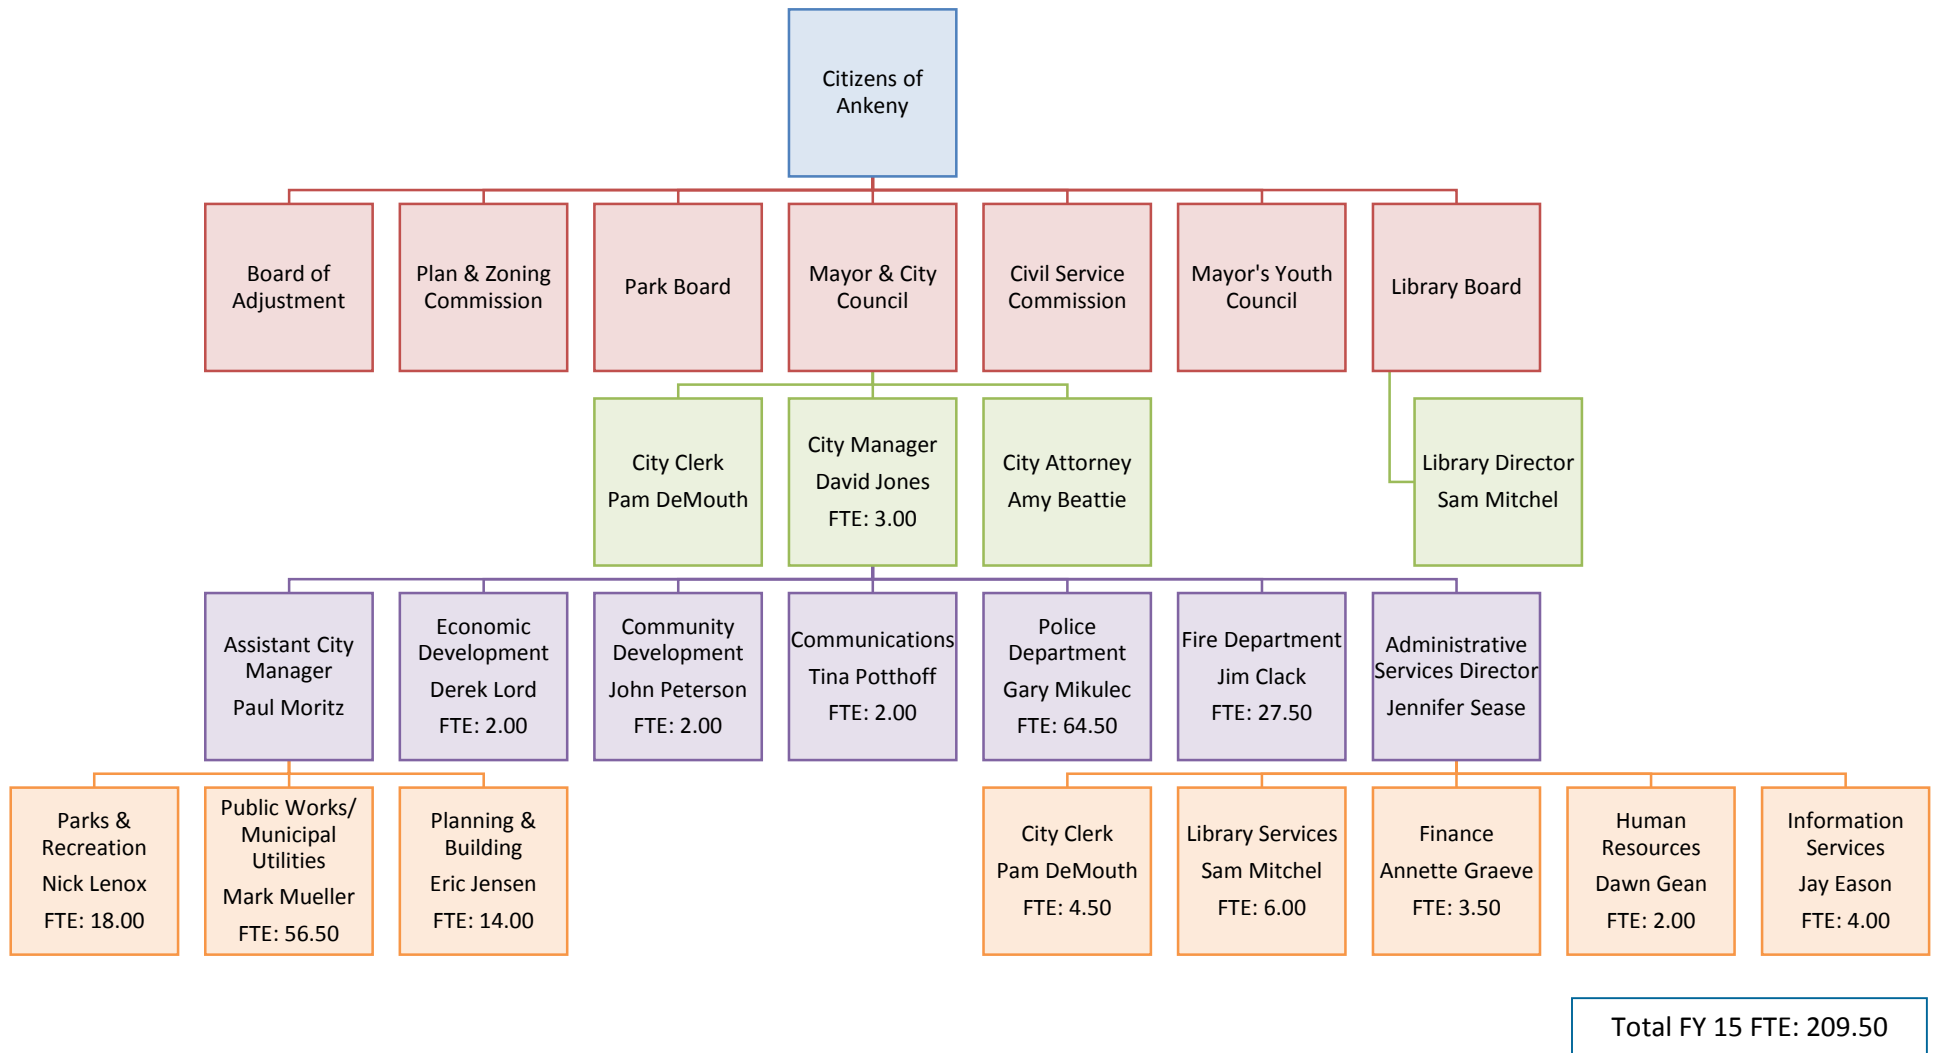 Citizens of
Ankeny
Board of
Adjustment
Plan & Zoning
Commission
Park Board
Mayor & City
Council
Civil Service
Commission
Mayor's Youth
Council
Library Board
City Clerk
Pam DeMouth
City Manager
David Jones
FTE: 3.00
City Attorney
Amy Beattie
Library Director
Sam Mitchel
Assistant City
Manager
Paul Moritz
Economic
Development
Derek Lord
FTE: 2.00
Community
Development
John Peterson
FTE: 2.00
Communications
Tina Potthoff
FTE: 2.00
Police
Department
Gary Mikulec
FTE: 64.50
Fire Department
Jim Clack
FTE: 27.50
Administrative
Services Director
Jennifer Sease
Parks &
Recreation
Nick Lenox
FTE: 18.00
Public Works/
Municipal
Utilities
Mark Mueller
FTE: 56.50
Planning &
Building
Eric Jensen
FTE: 14.00
City Clerk
Pam DeMouth
FTE: 4.50
Library Services
Sam Mitchel
FTE: 6.00
Finance
Annette Graeve
FTE: 3.50
Human
Resources
Dawn Gean
FTE: 2.00
Information
Services
Jay Eason
FTE: 4.00
Total FY 15 FTE: 209.50